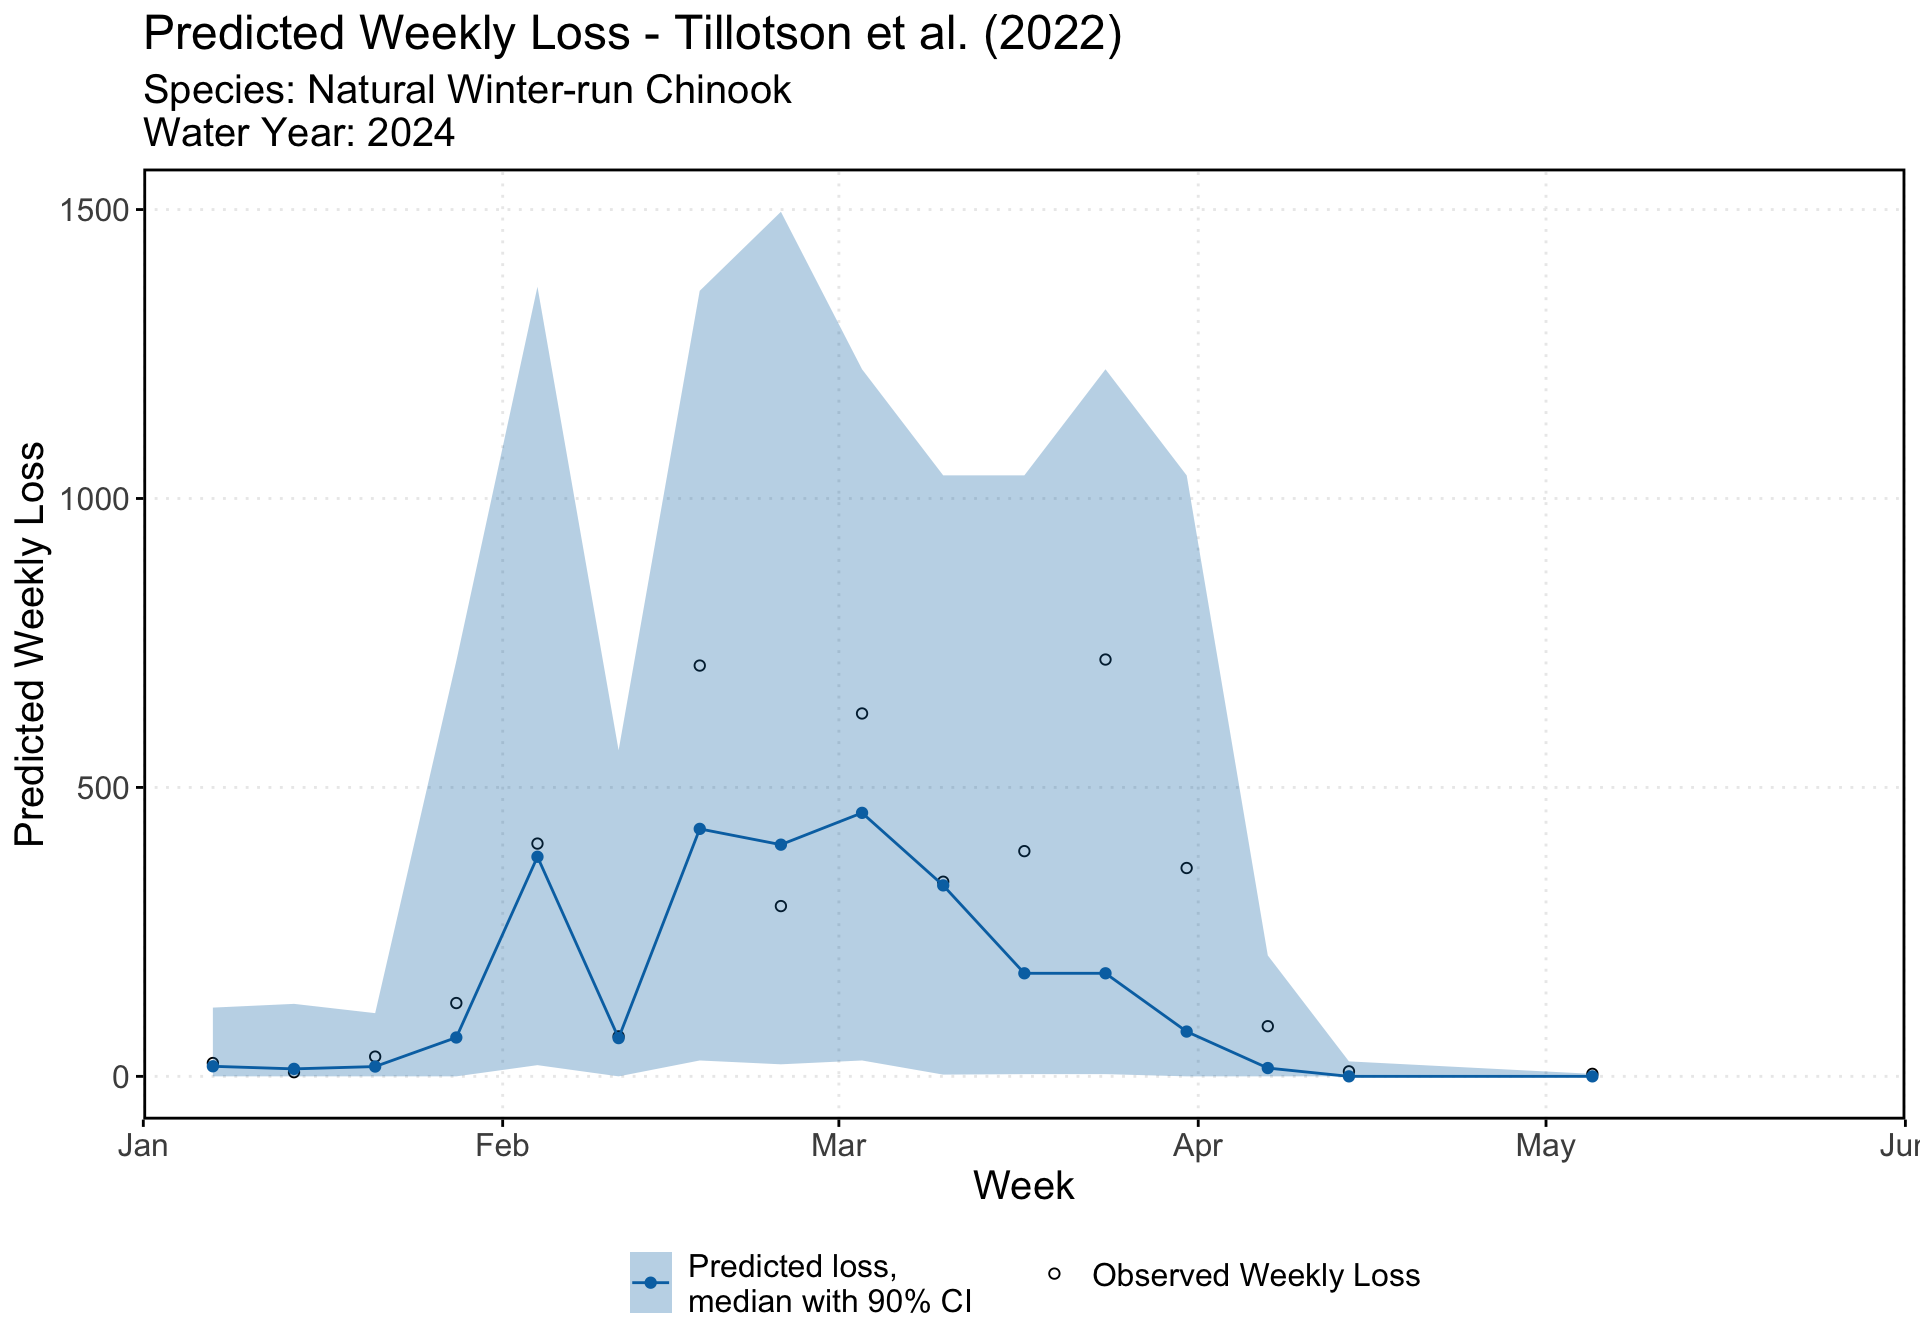 Predicted Weekly Loss - Tillotson et al. (2022)
Species: Natural Winter-run Chinook
Water Year: 2024
Predicted Weekly Loss
1500
1000
500
0
Jan
Feb
Mar
Apr
May
Jun
Week
Predicted loss,
median with 90% CI
Observed Weekly Loss